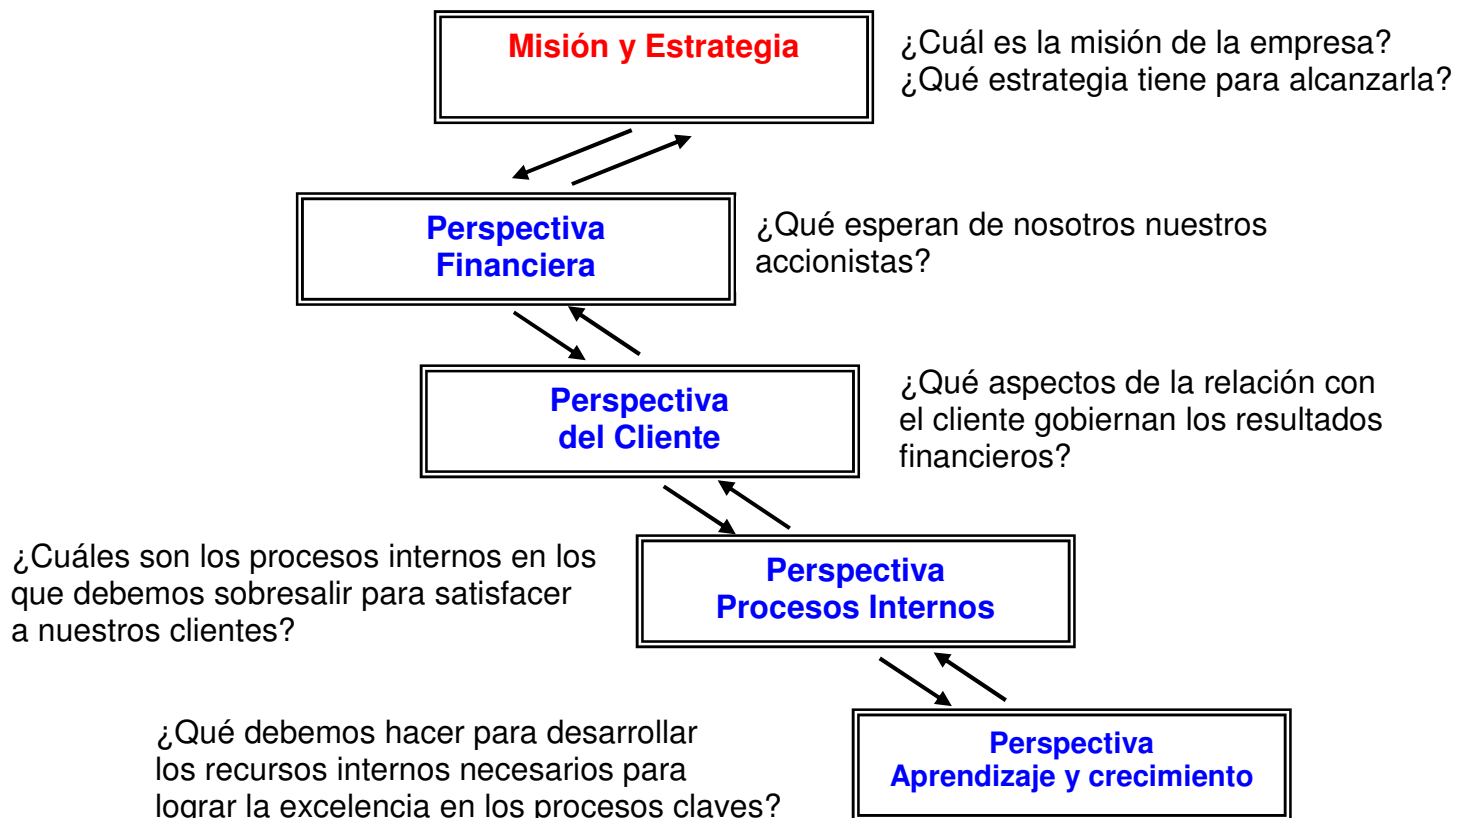 Misión y Estrategia
¿Cuál es la misión de la empresa?
¿Qué estrategia tiene para alcanzarla?
Perspectiva
Financiera
¿Qué esperan de nosotros nuestros
accionistas?
Perspectiva
del Cliente
¿Qué aspectos de la relación con
el cliente gobiernan los resultados
financieros?
¿Cuáles son los procesos internos en los
que debemos sobresalir para satisfacer
a nuestros clientes?
Perspectiva
Procesos Internos
¿Qué debemos hacer para desarrollar
los recursos internos necesarios para
lograr la excelencia en los procesos claves?
Perspectiva
Aprendizaje y crecimiento